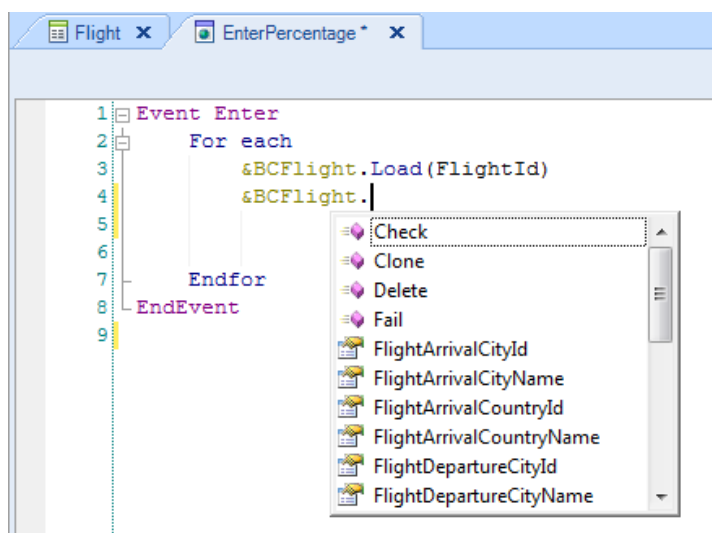 Flight EnterPercentage *
1 Event Enter
2 For each
3 &BCFlight.Load(FlightId)
4 &BCFlight.
5
6
7 Endfor
8 EndEvent
9
Check
Clone
Delete
Fail
FlightArrivalCityId
FlightArrivalCityName
FlightArrivalCountryId
FlightArrivalCountryName
FlightDepartureCityId
FlightDepartureCityName